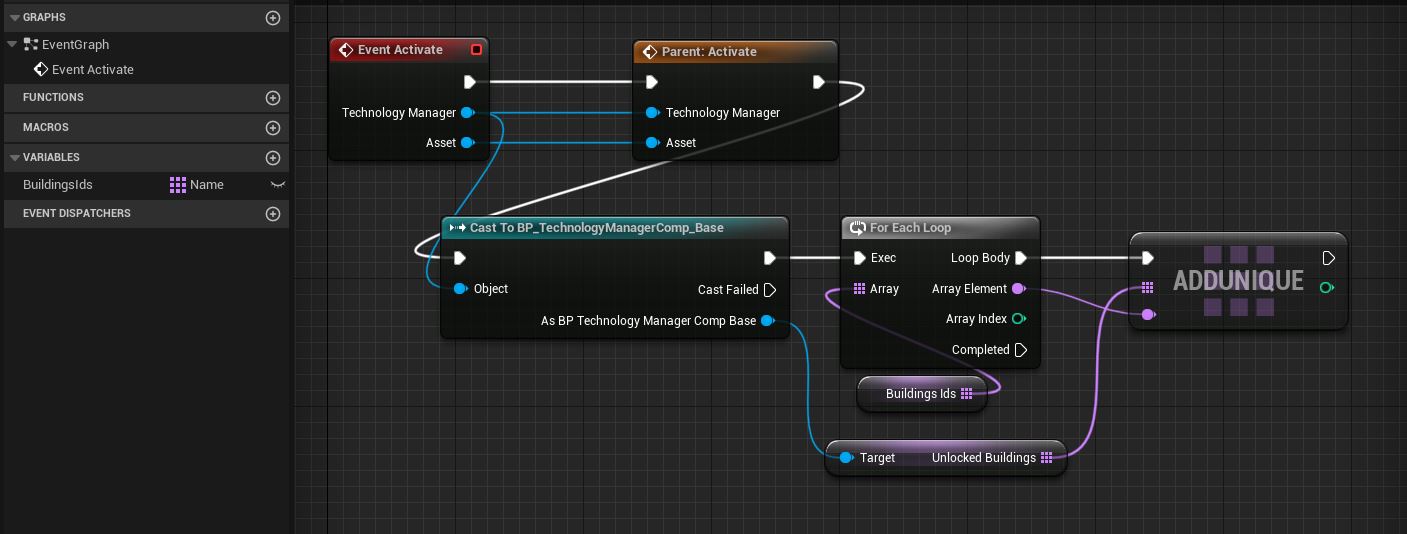 GRAPHS
EventGraph
Event Activate
FUNCTIONS
MACROS
VARIABLES
BuildingsIds Name
EVENT DISPATCHERS
Event Activate
Technology Manager
Asset
Parent: Activate
Technology Manager
Asset
Cast To BP_TechnologyManagerComp_Base
Object
Cast Failed
As BP Technology Manager Comp Base
For Each Loop
Exec Loop Body
Array Array Element
Array Index
Completed
ADDUNIQUE
Buildings Ids
Target Unlocked Buildings